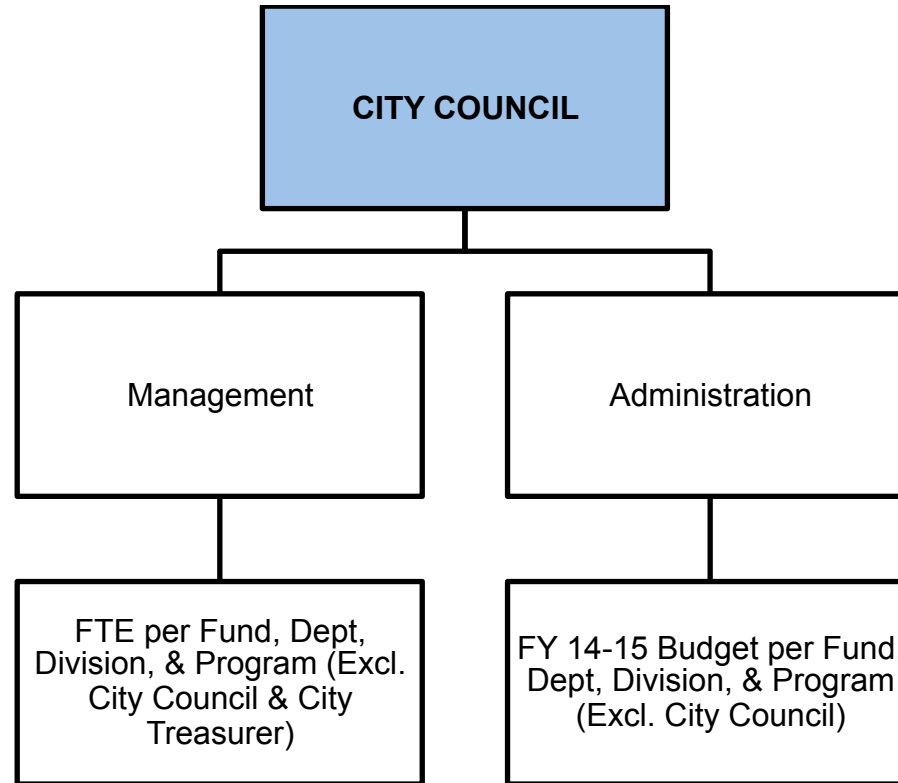 CITY COUNCIL
Management
Administration
FTE per Fund, Dept,
Division, & Program (Excl.
City Council & City
Treasurer)
FY 14-15 Budget per Fund,
Dept, Division, & Program
(Excl. City Council)